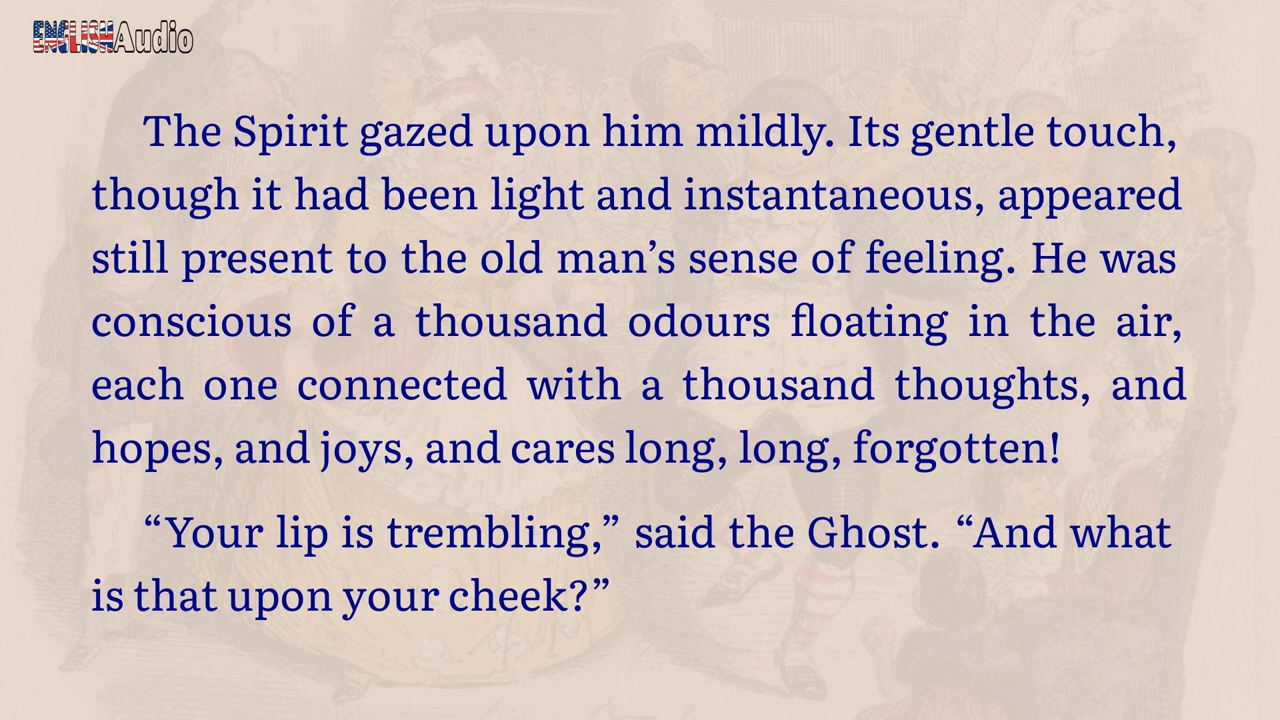 ENGLISHAudio
The Spirit gazed upon him mildly. Its gentle touch,
though it had been light and instantaneous, appeared
still present to the old man’s sense of feeling. He was
conscious of a thousand odours floating in the air,
each one connected with a thousand thoughts, and
hopes, and joys, and cares long, long, forgotten!
“Your lip is trembling,” said the Ghost. “And what
is that upon your cheek?”